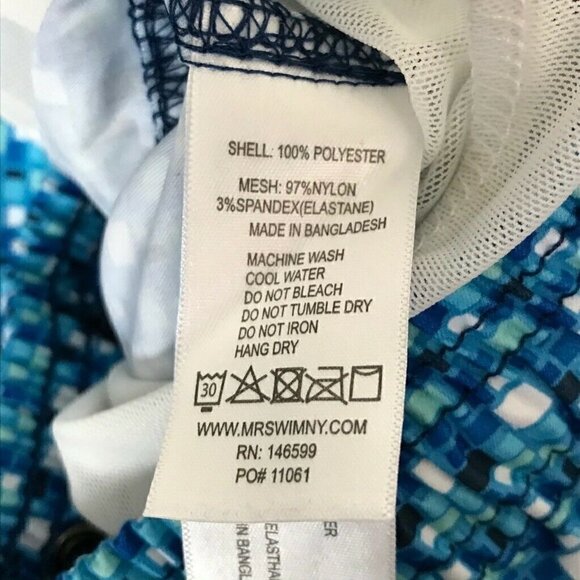 SHELL: 100% POLYESTER
MESH: 97%NYLON
3%SPANDEX(ELASTANE)
MADE IN BANGLADESH
MACHINE WASH
COOL WATER
DO NOT BLEACH
DO NOT TUMBLE DRY
DO NOT IRON
HANG DRY
30
WWW.MRSWIMNY.COM
RN: 146599
PO# 11061